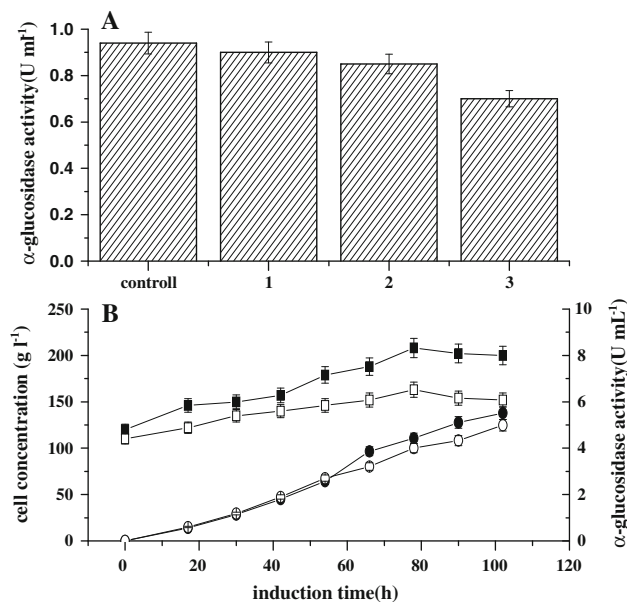 A
α-glucosidase activity(U ml-1)
1.0
0.8
0.6
0.4
0.2
0.0
controll 1 2 3
B
cell concentration (g l-1)
250
200
150
100
50
0
10
8
6
4
2
0
α-glucosidase activity(U mL-1)
0 20 40 60 80 100 120
induction time(h)